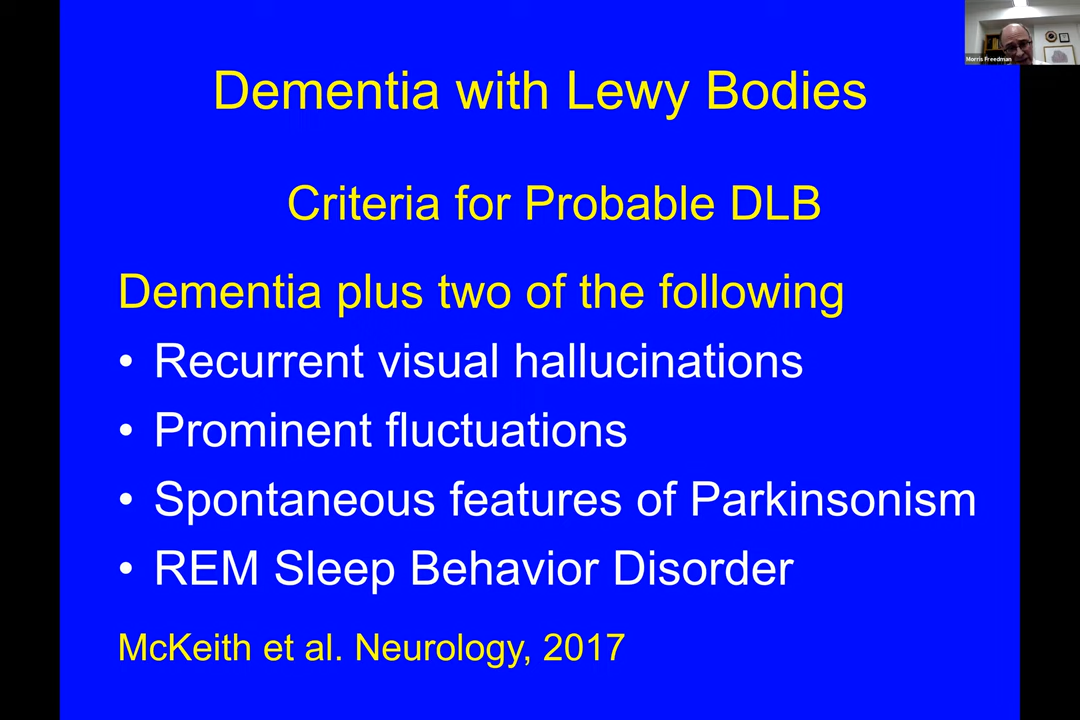 Morris Freedman
Dementia with Lewy Bodies
Criteria for Probable DLB
Dementia plus two of the following
• Recurrent visual hallucinations
• Prominent fluctuations
• Spontaneous features of Parkinsonism
• REM Sleep Behavior Disorder
McKeith et al. Neurology, 2017